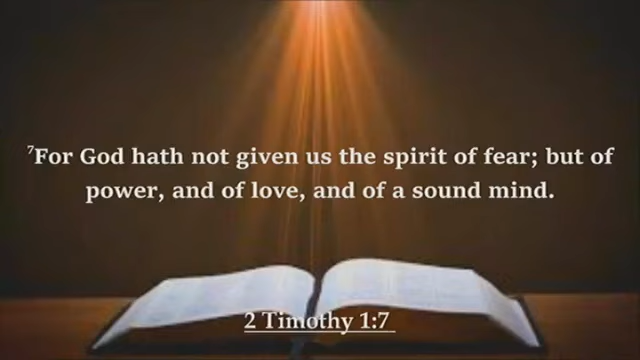 ⁷For God hath not given us the spirit of fear; but of
power, and of love, and of a sound mind.
2 Timothy 1:7